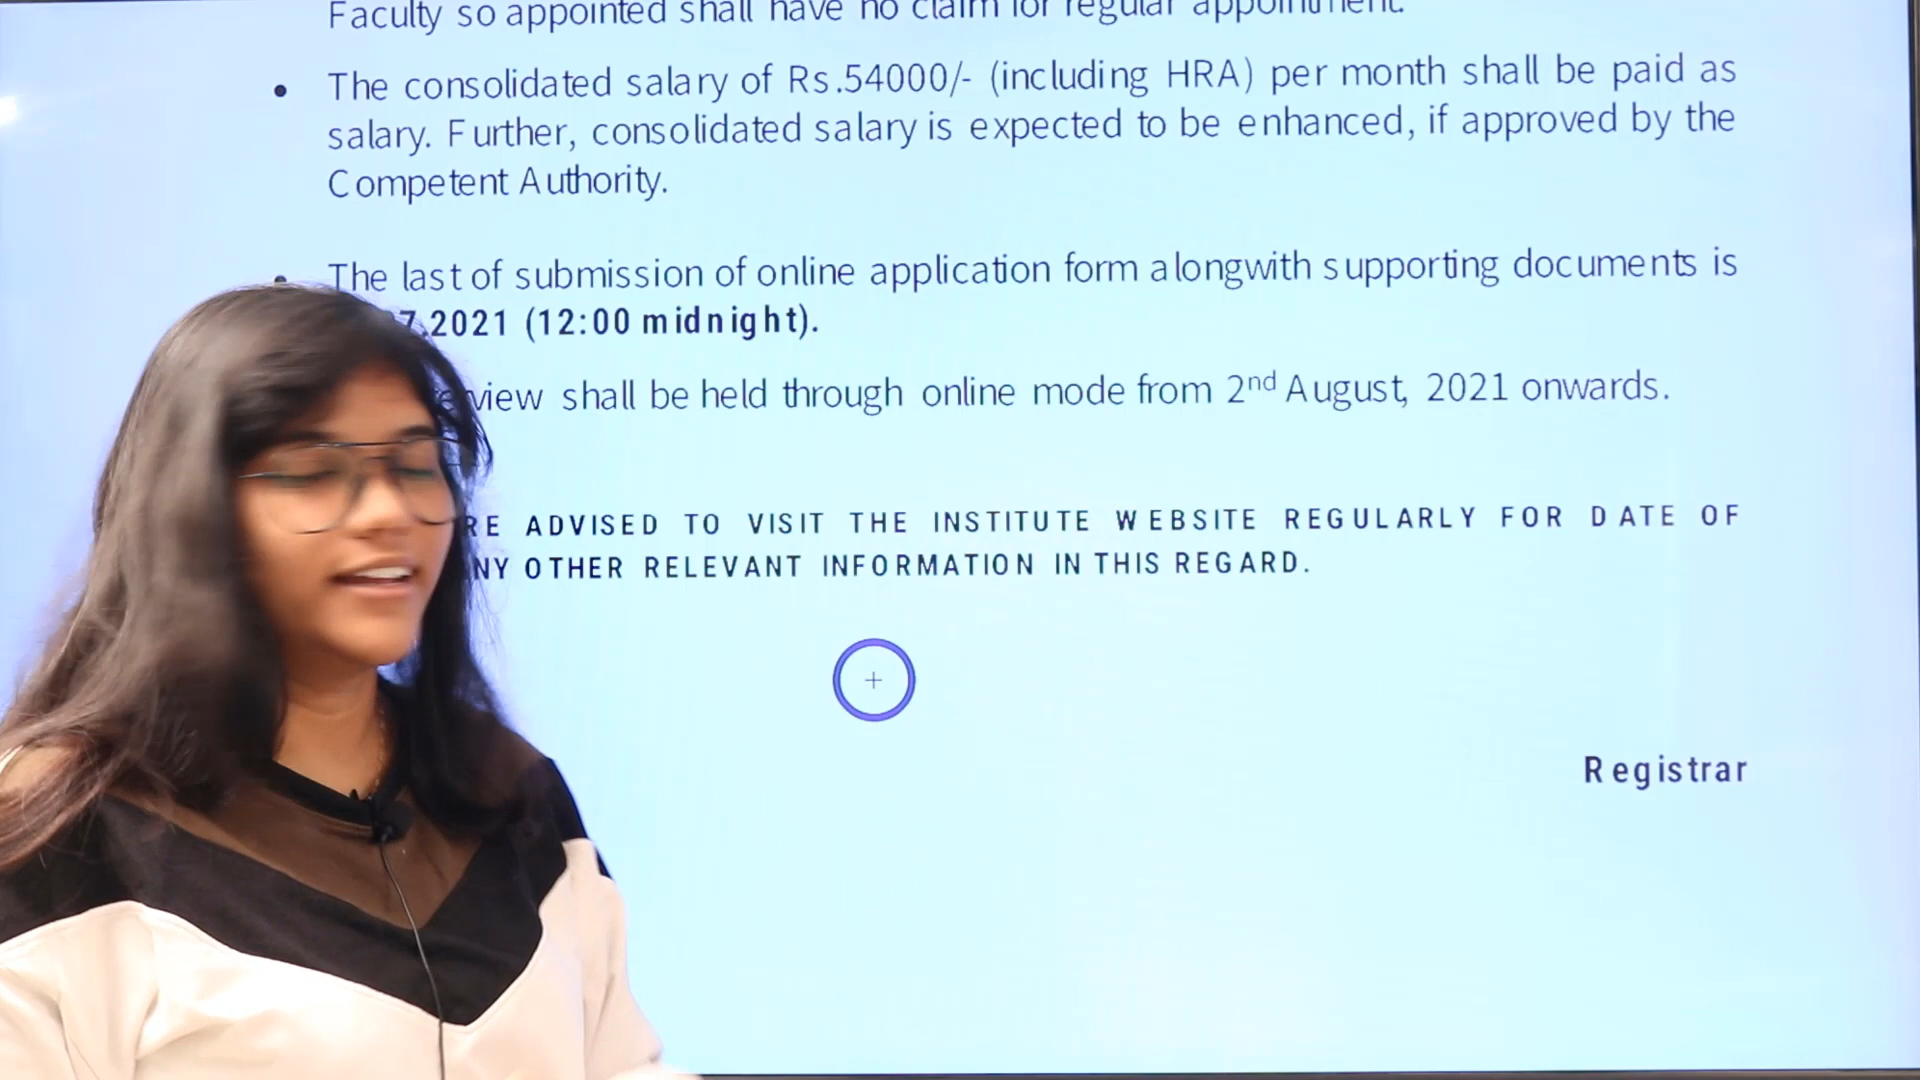 Faculty so appointed shall have no claim for regular appointment.
• The consolidated salary of Rs.54000/- (including HRA) per month shall be paid as
salary. Further, consolidated salary is expected to be enhanced, if approved by the
Competent Authority.
• The last of submission of online application form alongwith supporting documents is
7.2021 (12:00 midnight).
view shall be held through online mode from 2nd August, 2021 onwards.
RE ADVISED TO VISIT THE INSTITUTE WEBSITE REGULARLY FOR DATE OF
NY OTHER RELEVANT INFORMATION IN THIS REGARD.
Registrar